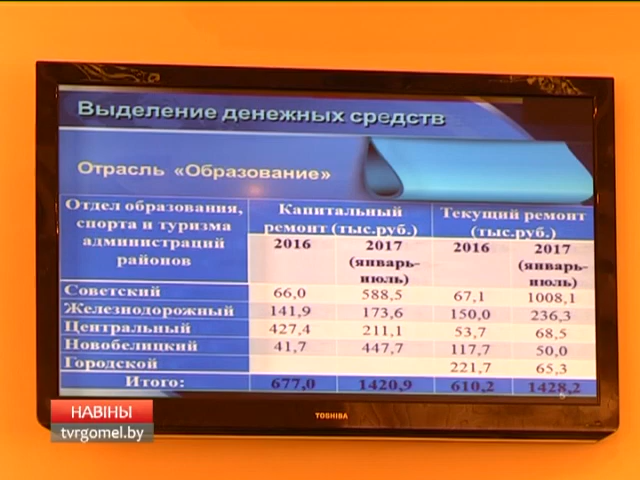 Выделение денежных средств
Отрасль «Образование»
Отдел образования, спорта и туризма администраций районов Капитальный ремонт (тыс.руб.) Текущий ремонт (тыс.руб.)
2016 2017 (январь-июль) 2016 2017 (январь-июль)
Советский 66,0 588,5 67,1 1008,1
Железнодорожный 141,9 173,6 150,0 236,3
Центральный 427,4 211,1 53,7 68,5
Новобелицкий 41,7 447,7 117,7 50,0
Городской 221,7 65,3
Итого: 677,0 1420,9 610,2 1428,2
TOSHIBA
НАВІНЫ
tvrgomel.by